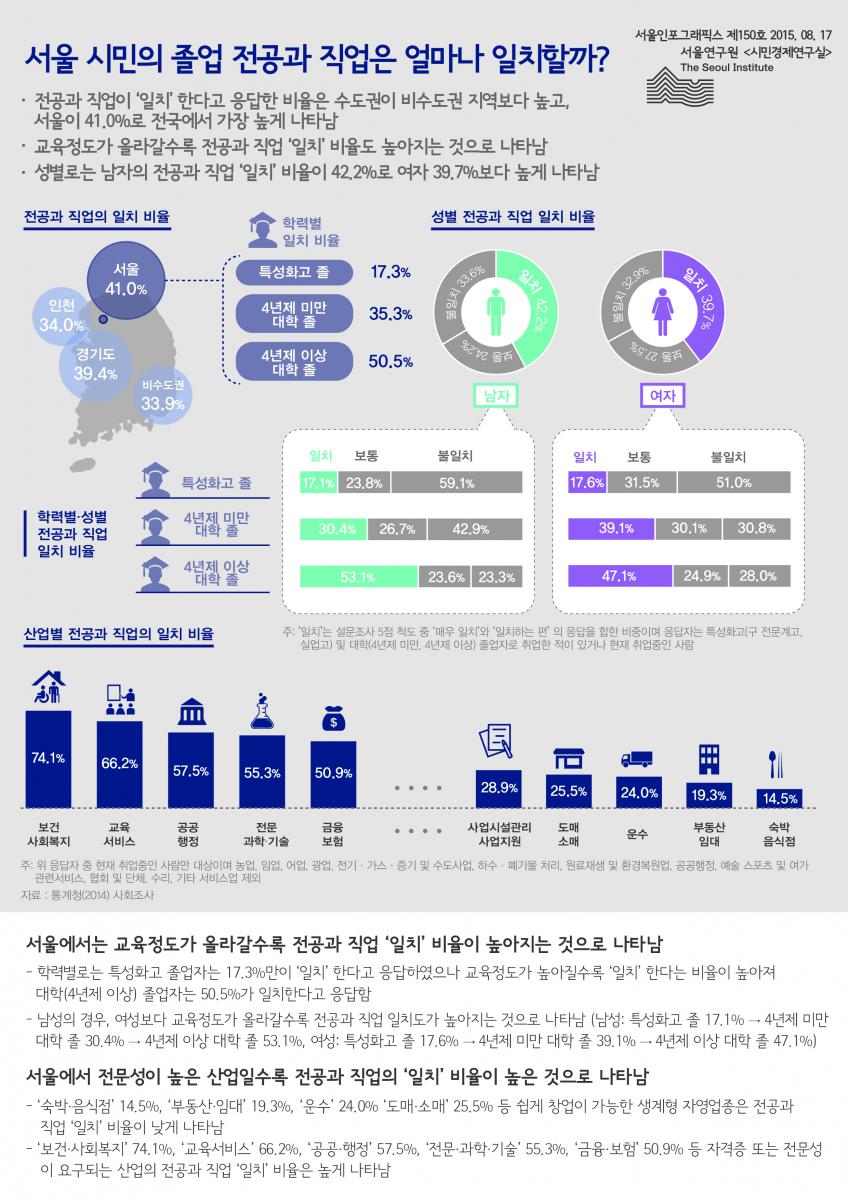 서울인포그래픽스 제150호 2015. 08. 17
서울연구원 <시민경제연구실>
The Seoul Institute
서울 시민의 졸업 전공과 직업은 얼마나 일치할까?
· 전공과 직업이 ‘일치’ 한다고 응답한 비율은 수도권이 비수도권 지역보다 높고,
서울이 41.0%로 전국에서 가장 높게 나타남
· 교육정도가 올라갈수록 전공과 직업 ‘일치’ 비율도 높아지는 것으로 나타남
· 성별로는 남자의 전공과 직업 ‘일치’ 비율이 42.2%로 여자 39.7%보다 높게 나타남
전공과 직업의 일치 비율
서울
41.0%
인천
34.0%
경기도
39.4%
비수도권
33.9%
학력별
일치 비율
특성화고 졸 17.3%
4년제 미만
대학 졸
35.3%
4년제 이상
대학 졸
50.5%
성별 전공과 직업 일치 비율
일치 42.2%
보통 24.2%
불일치 33.6%
남자
일치 39.7%
보통 27.5%
불일치 32.9%
여자
학력별·성별
전공과 직업
일치 비율
특성화고 졸
4년제 미만
대학 졸
4년제 이상
대학 졸
일치 보통 불일치
17.1% 23.8% 59.1%
30.4% 26.7% 42.9%
53.1% 23.6% 23.3%
일치 보통 불일치
17.6% 31.5% 51.0%
39.1% 30.1% 30.8%
47.1% 24.9% 28.0%
주: ‘일치’는 설문조사 5점 척도 중 ‘매우 일치’와 ‘일치하는 편’ 의 응답을 합한 비중이며 응답자는 특성화고(구 전문계고,
실업고) 및 대학(4년제 미만, 4년제 이상) 졸업자로 취업한 적이 있거나 현재 취업중인 사람
산업별 전공과 직업의 일치 비율
$
74.1% 66.2% 57.5% 55.3% 50.9% 28.9% 25.5% 24.0% 19.3% 14.5%
보건
사회복지
교육
서비스
공공
행정
전문
과학·기술
금융
보험
사업시설관리
사업지원
도매
소매
운수
부동산
임대
숙박
음식점
주: 위 응답자 중 현재 취업중인 사람만 대상이며 농업, 임업, 어업, 광업, 전기 · 가스 · 증기 및 수도사업, 하수 · 폐기물 처리, 원료재생 및 환경복원업, 공공행정, 예술 스포츠 및 여가
관련서비스, 협회 및 단체, 수리, 기타 서비스업 제외
자료 : 통계청(2014) 사회조사
서울에서는 교육정도가 올라갈수록 전공과 직업 ‘일치’ 비율이 높아지는 것으로 나타남
- 학력별로는 특성화고 졸업자는 17.3%만이 ‘일치’ 한다고 응답하였으나 교육정도가 높아질수록 ‘일치’ 한다는 비율이 높아져
대학(4년제 이상) 졸업자는 50.5%가 일치한다고 응답함
- 남성의 경우, 여성보다 교육정도가 올라갈수록 전공과 직업 일치도가 높아지는 것으로 나타남 (남성: 특성화고 졸 17.1% → 4년제 미만
대학 졸 30.4% → 4년제 이상 대학 졸 53.1%, 여성: 특성화고 졸 17.6% → 4년제 미만 대학 졸 39.1% → 4년제 이상 대학 졸 47.1%)
서울에서 전문성이 높은 산업일수록 전공과 직업의 ‘일치’ 비율이 높은 것으로 나타남
- ‘숙박·음식점’ 14.5%, ‘부동산·임대’ 19.3%, ‘운수’ 24.0% ‘도매·소매’ 25.5% 등 쉽게 창업이 가능한 생계형 자영업종은 전공과
직업 ‘일치’ 비율이 낮게 나타남
- ‘보건·사회복지’ 74.1%, ‘교육서비스’ 66.2%, ‘공공·행정’ 57.5%, ‘전문·과학·기술’ 55.3%, ‘금융·보험’ 50.9% 등 자격증 또는 전문성
이 요구되는 산업의 전공과 직업 ‘일치’ 비율은 높게 나타남